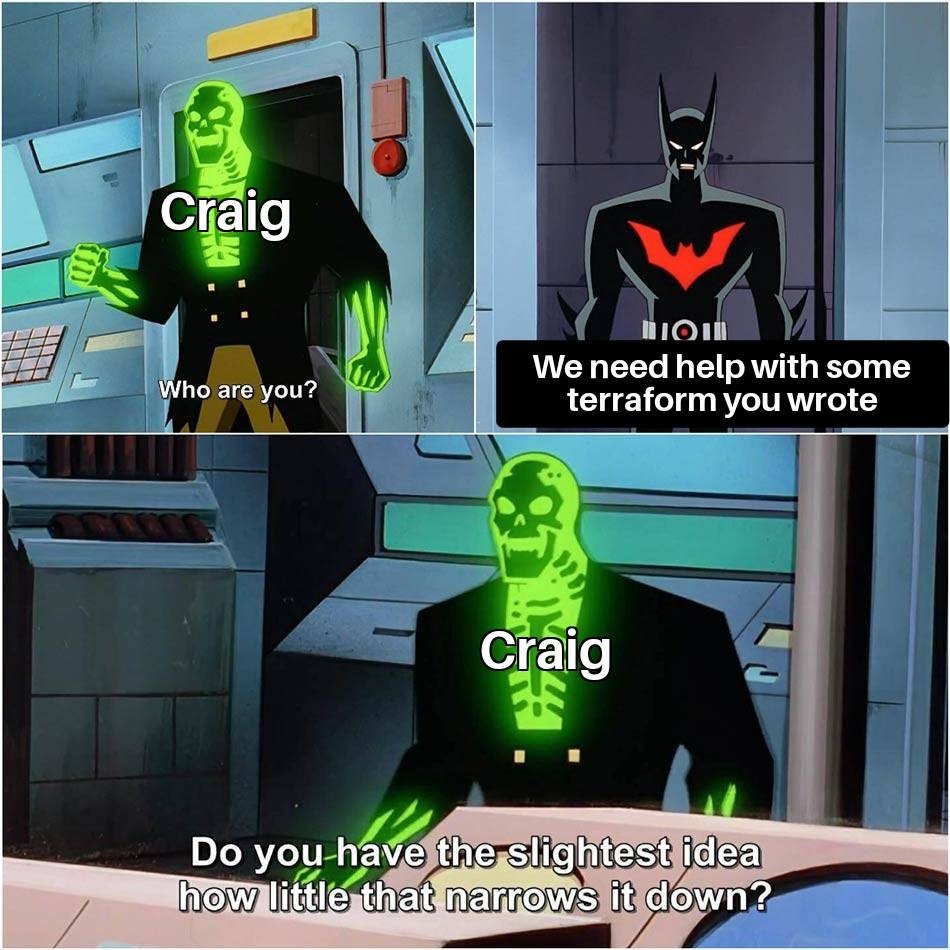 Craig
Who are you?
We need help with some
terraform you wrote
Craig
Do you have the slightest idea
how little that narrows it down?